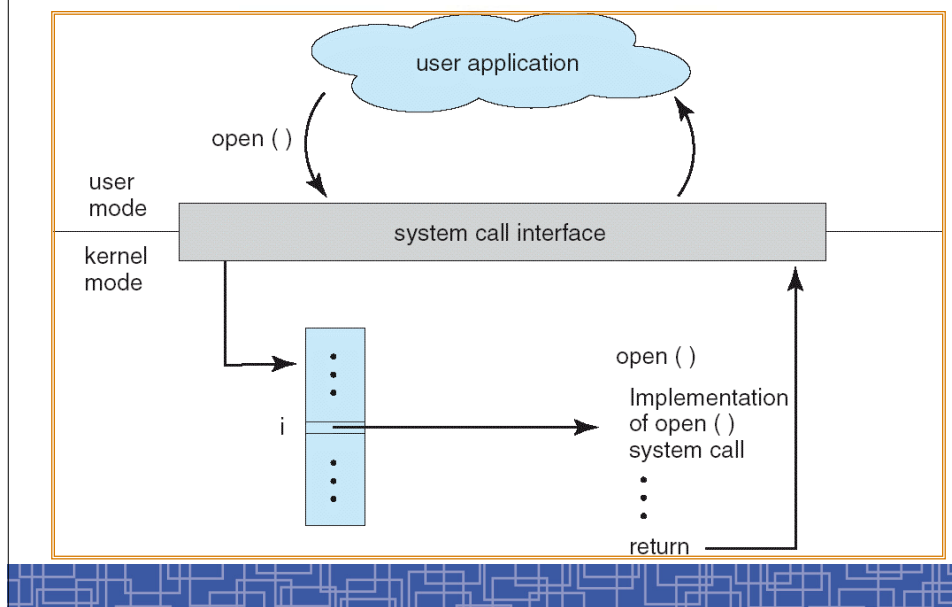 user application
open ( )
user
mode
system call interface
kernel
mode
open ( )
i
Implementation
of open ( )
system call
return